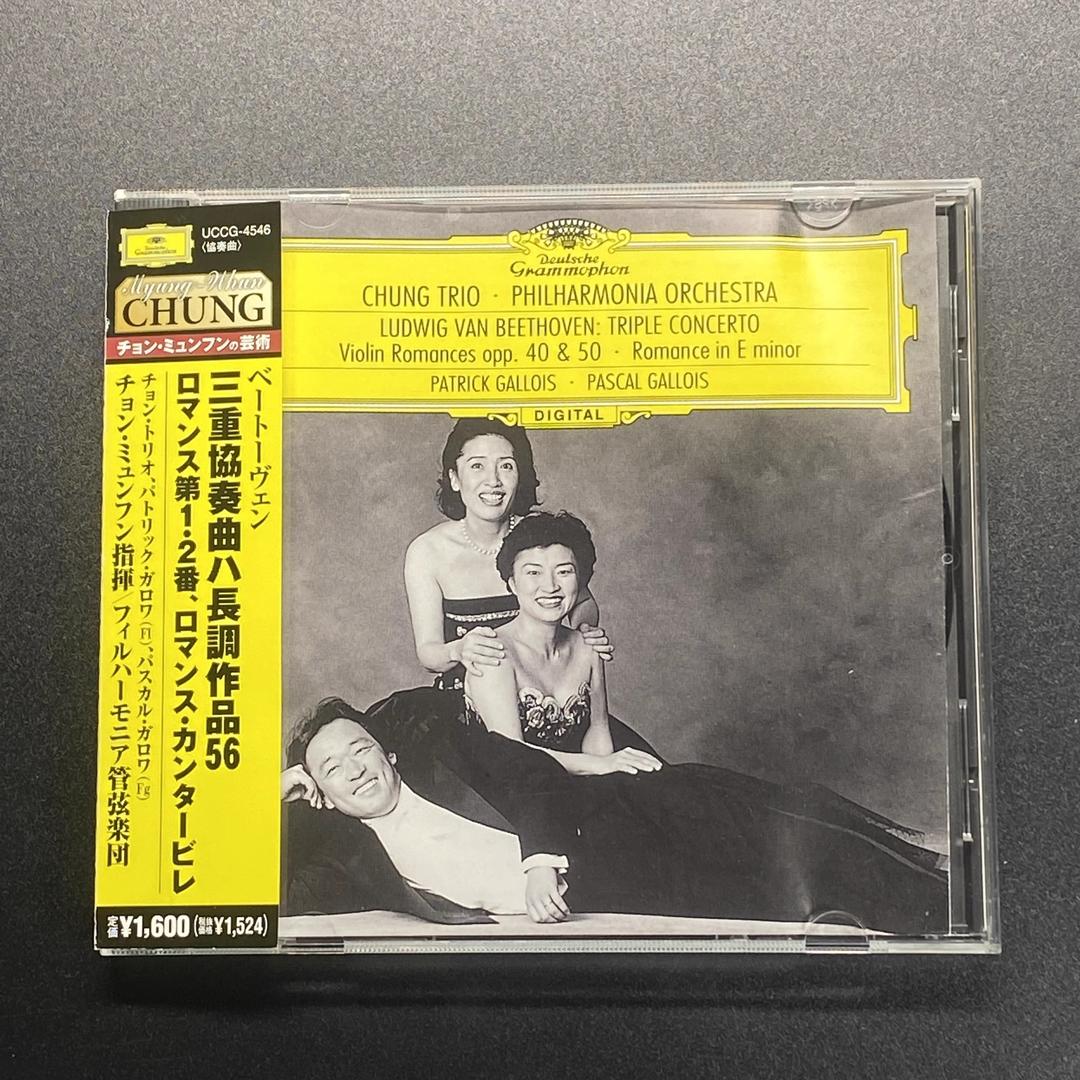 UCCG-4546
〈協奏曲〉
Deutsche
Grammophon
Myung-Whun
CHUNG
チョン・ミュンフンの芸術
ベートーヴェン
三重協奏曲ハ長調作品56
ロマンス第1・2番、ロマンス・カンタービレ
チョン・トリオ、パトリック・ガロワ(Fl)、パスカル・ガロワ(Fg)
チョン・ミュンフン指揮/フィルハーモニア管弦楽団
定価¥1,600(税抜価格¥1,524)
Deutsche
Grammophon
CHUNG TRIO · PHILHARMONIA ORCHESTRA
LUDWIG VAN BEETHOVEN: TRIPLE CONCERTO
Violin Romances opp. 40 & 50 · Romance in E minor
PATRICK GALLOIS · PASCAL GALLOIS
DIGITAL